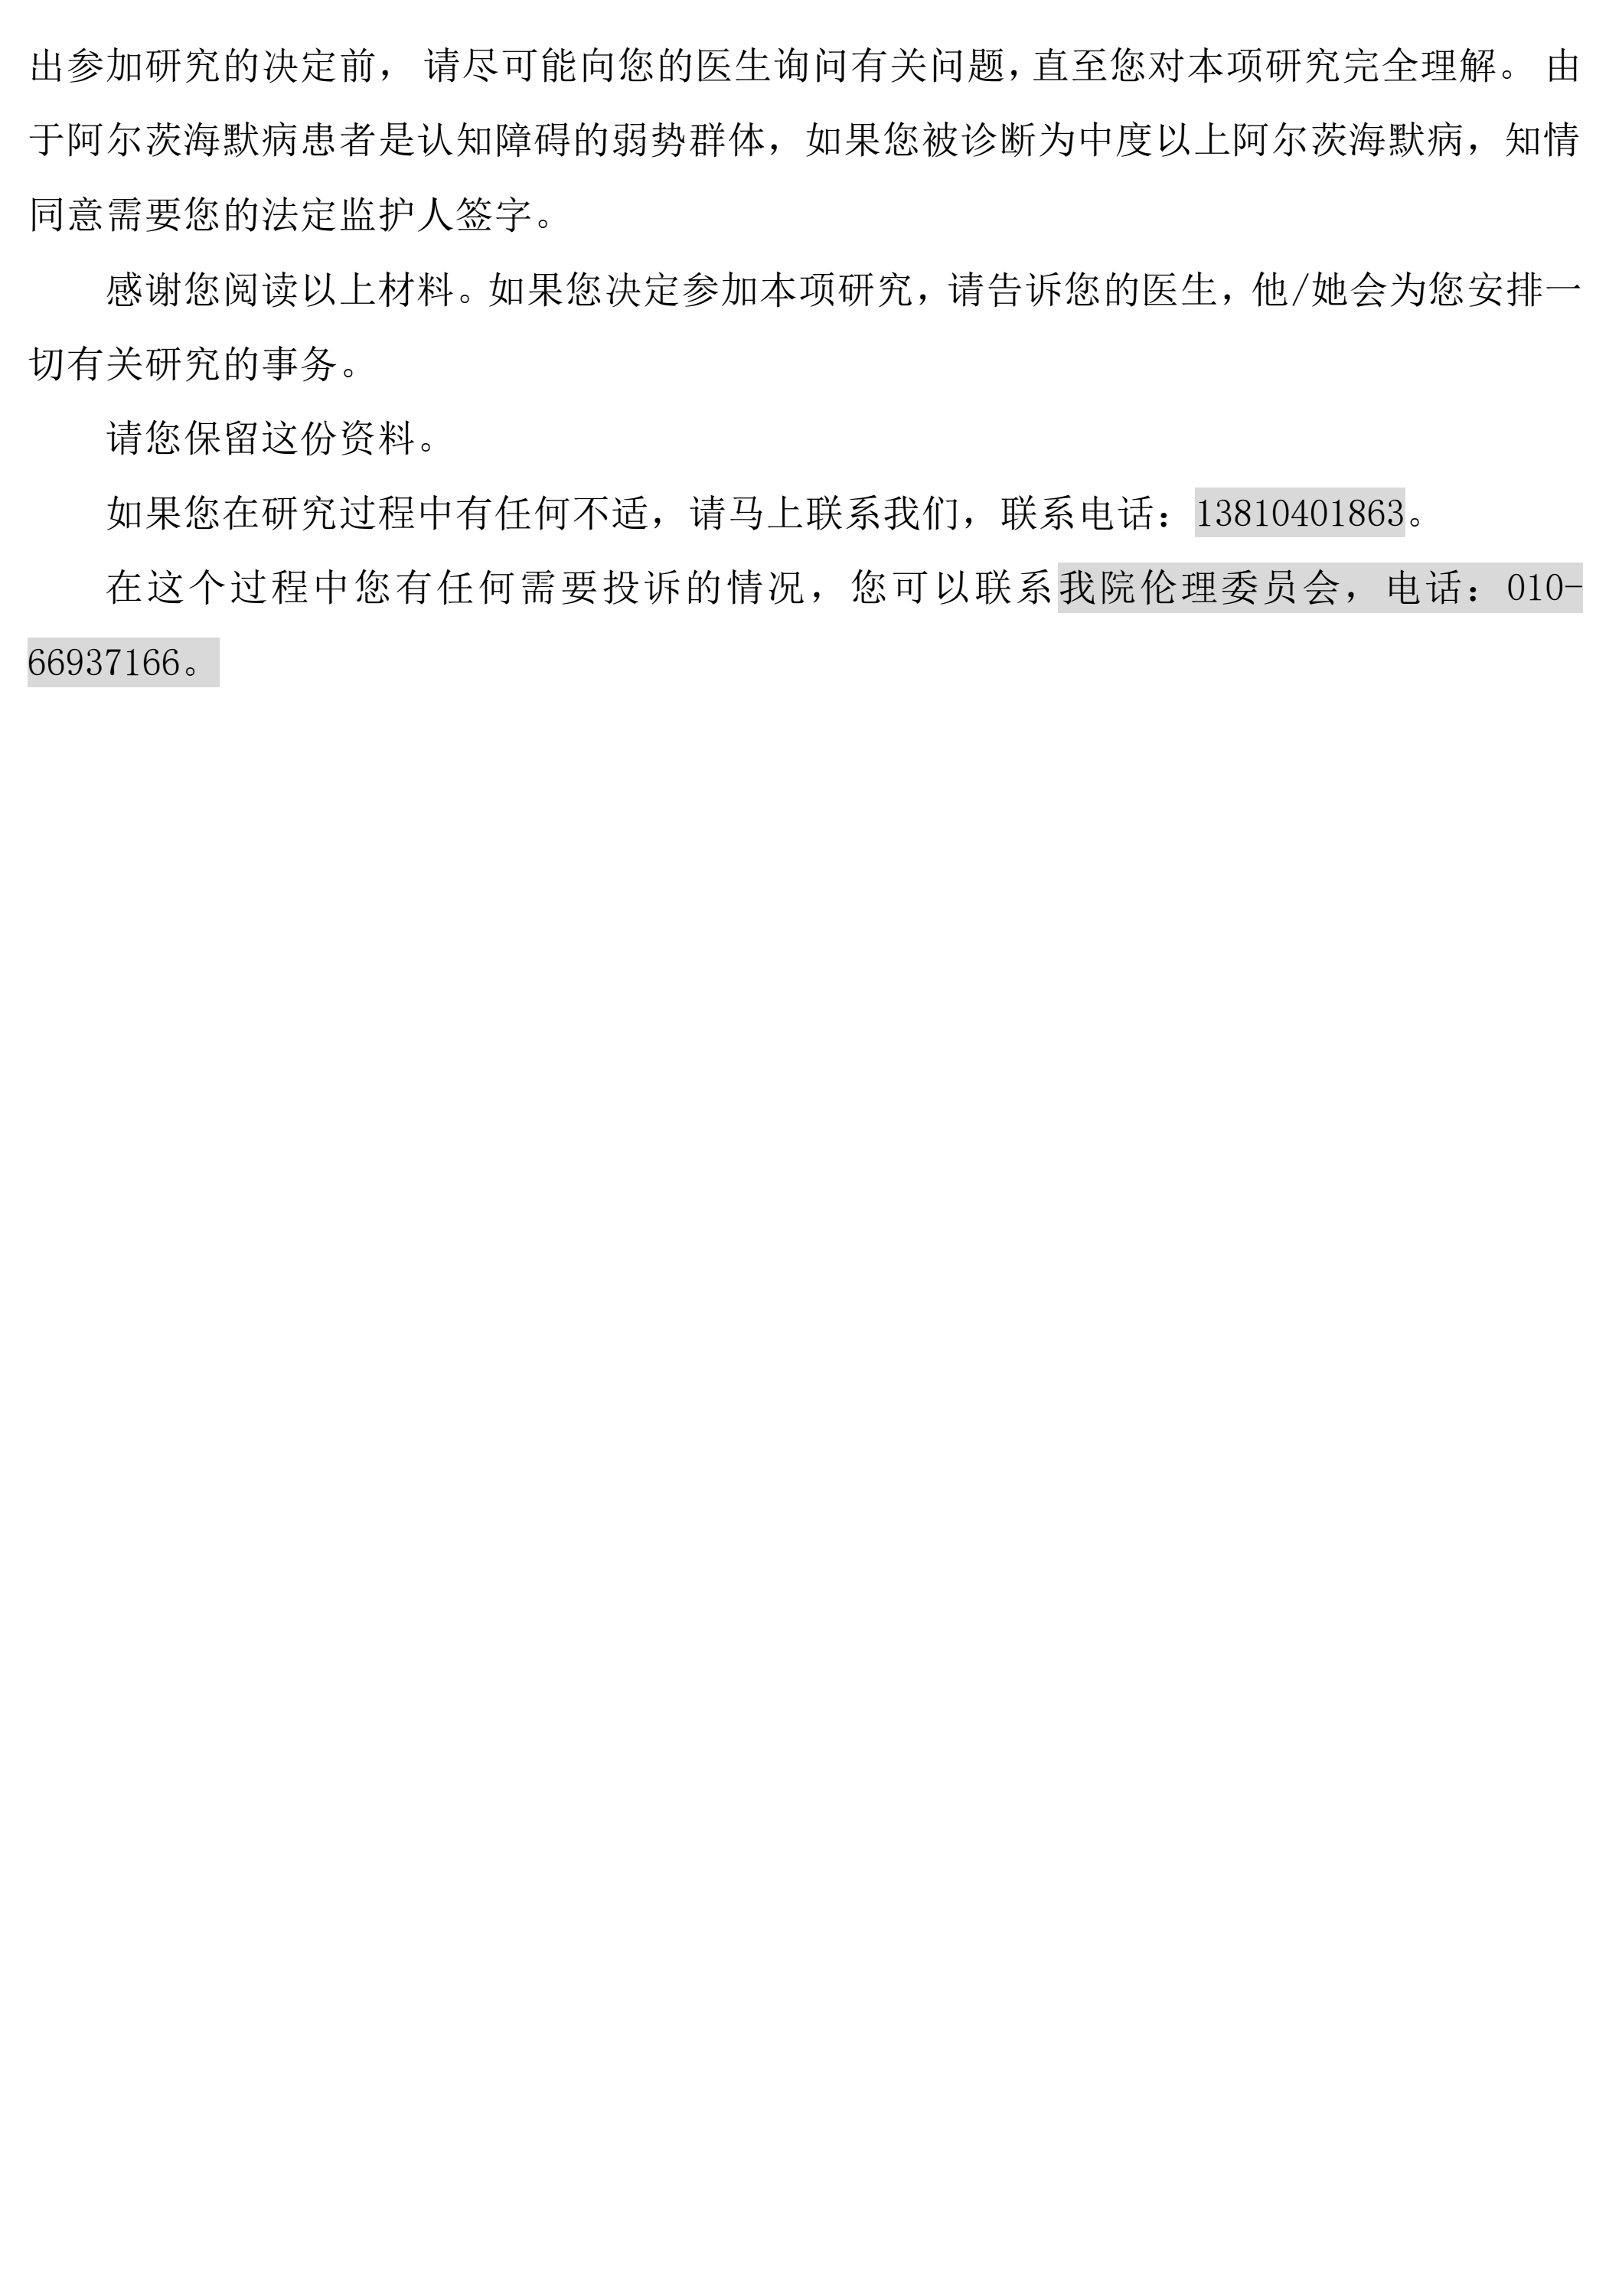 出参加研究的决定前， 请尽可能向您的医生询问有关问题，直至您对本项研究完全理解。 由
于阿尔茨海默病患者是认知障碍的弱势群体，如果您被诊断为中度以上阿尔茨海默病，知情
同意需要您的法定监护人签字。
感谢您阅读以上材料。如果您决定参加本项研究，请告诉您的医生，他/她会为您安排一
切有关研究的事务。
请您保留这份资料。
如果您在研究过程中有任何不适，请马上联系我们，联系电话：13810401863。
在这个过程中您有任何需要投诉的情况，您可以联系我院伦理委员会，电话：010-
66937166。